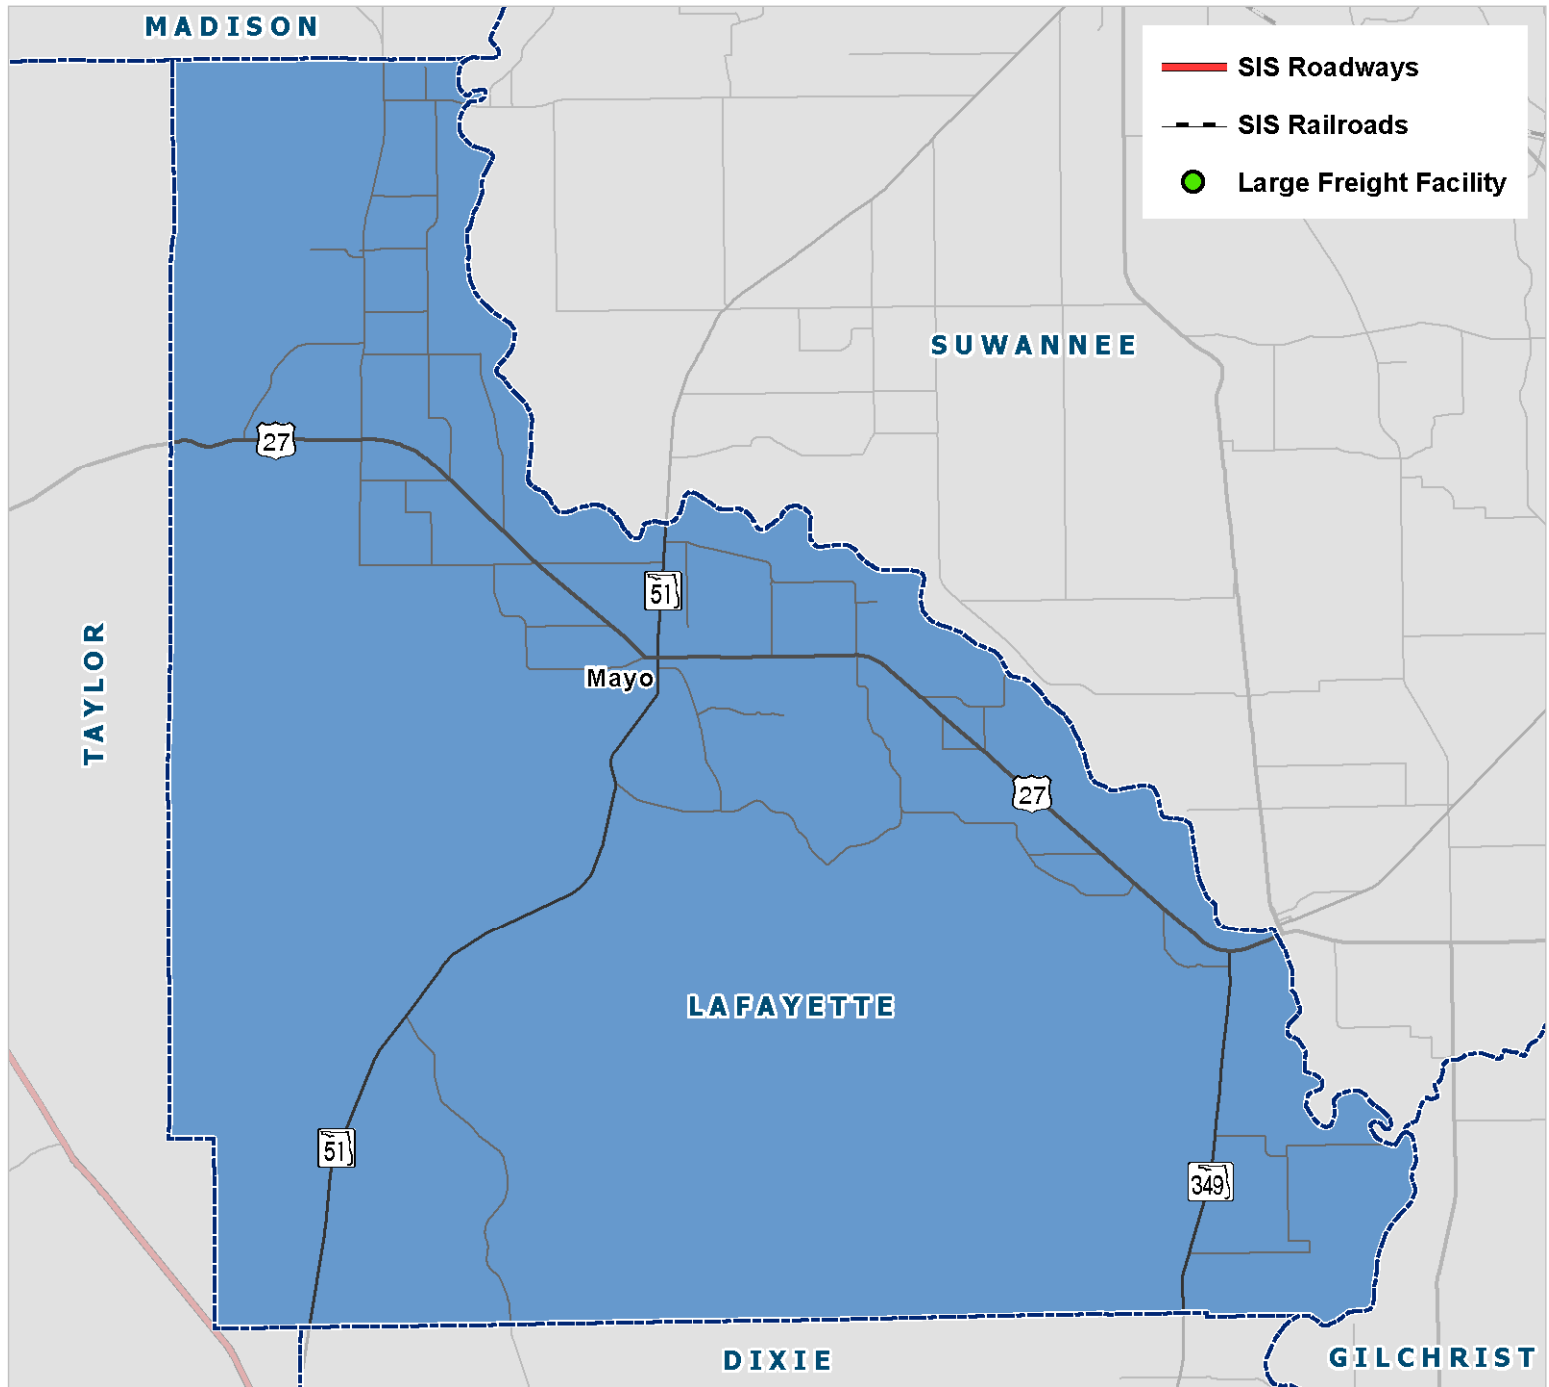 MADISON
SIS Roadways
SIS Railroads
Large Freight Facility
SUWANNEE
27
51
TAYLOR
Mayo
27
LAFAYETTE
51
349
DIXIE
GILCHRIST